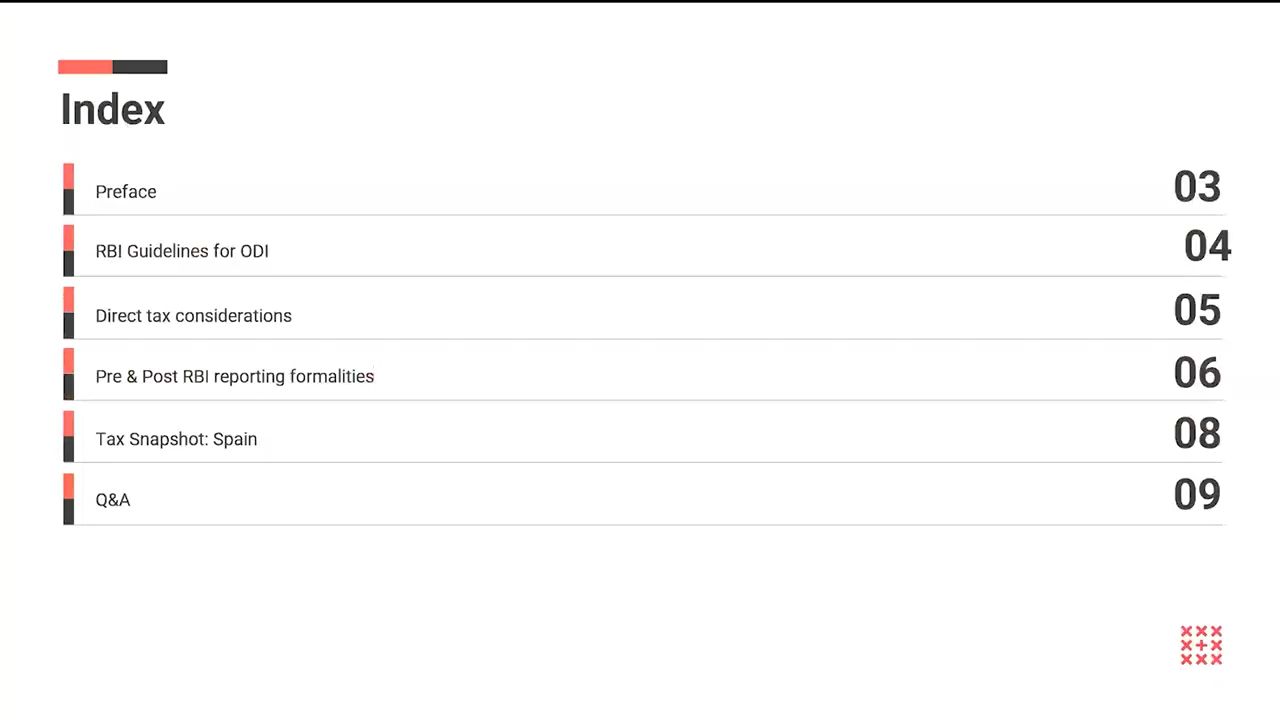 Index
Preface 03
RBI Guidelines for ODI 04
Direct tax considerations 05
Pre & Post RBI reporting formalities 06
Tax Snapshot: Spain 08
Q&A 09